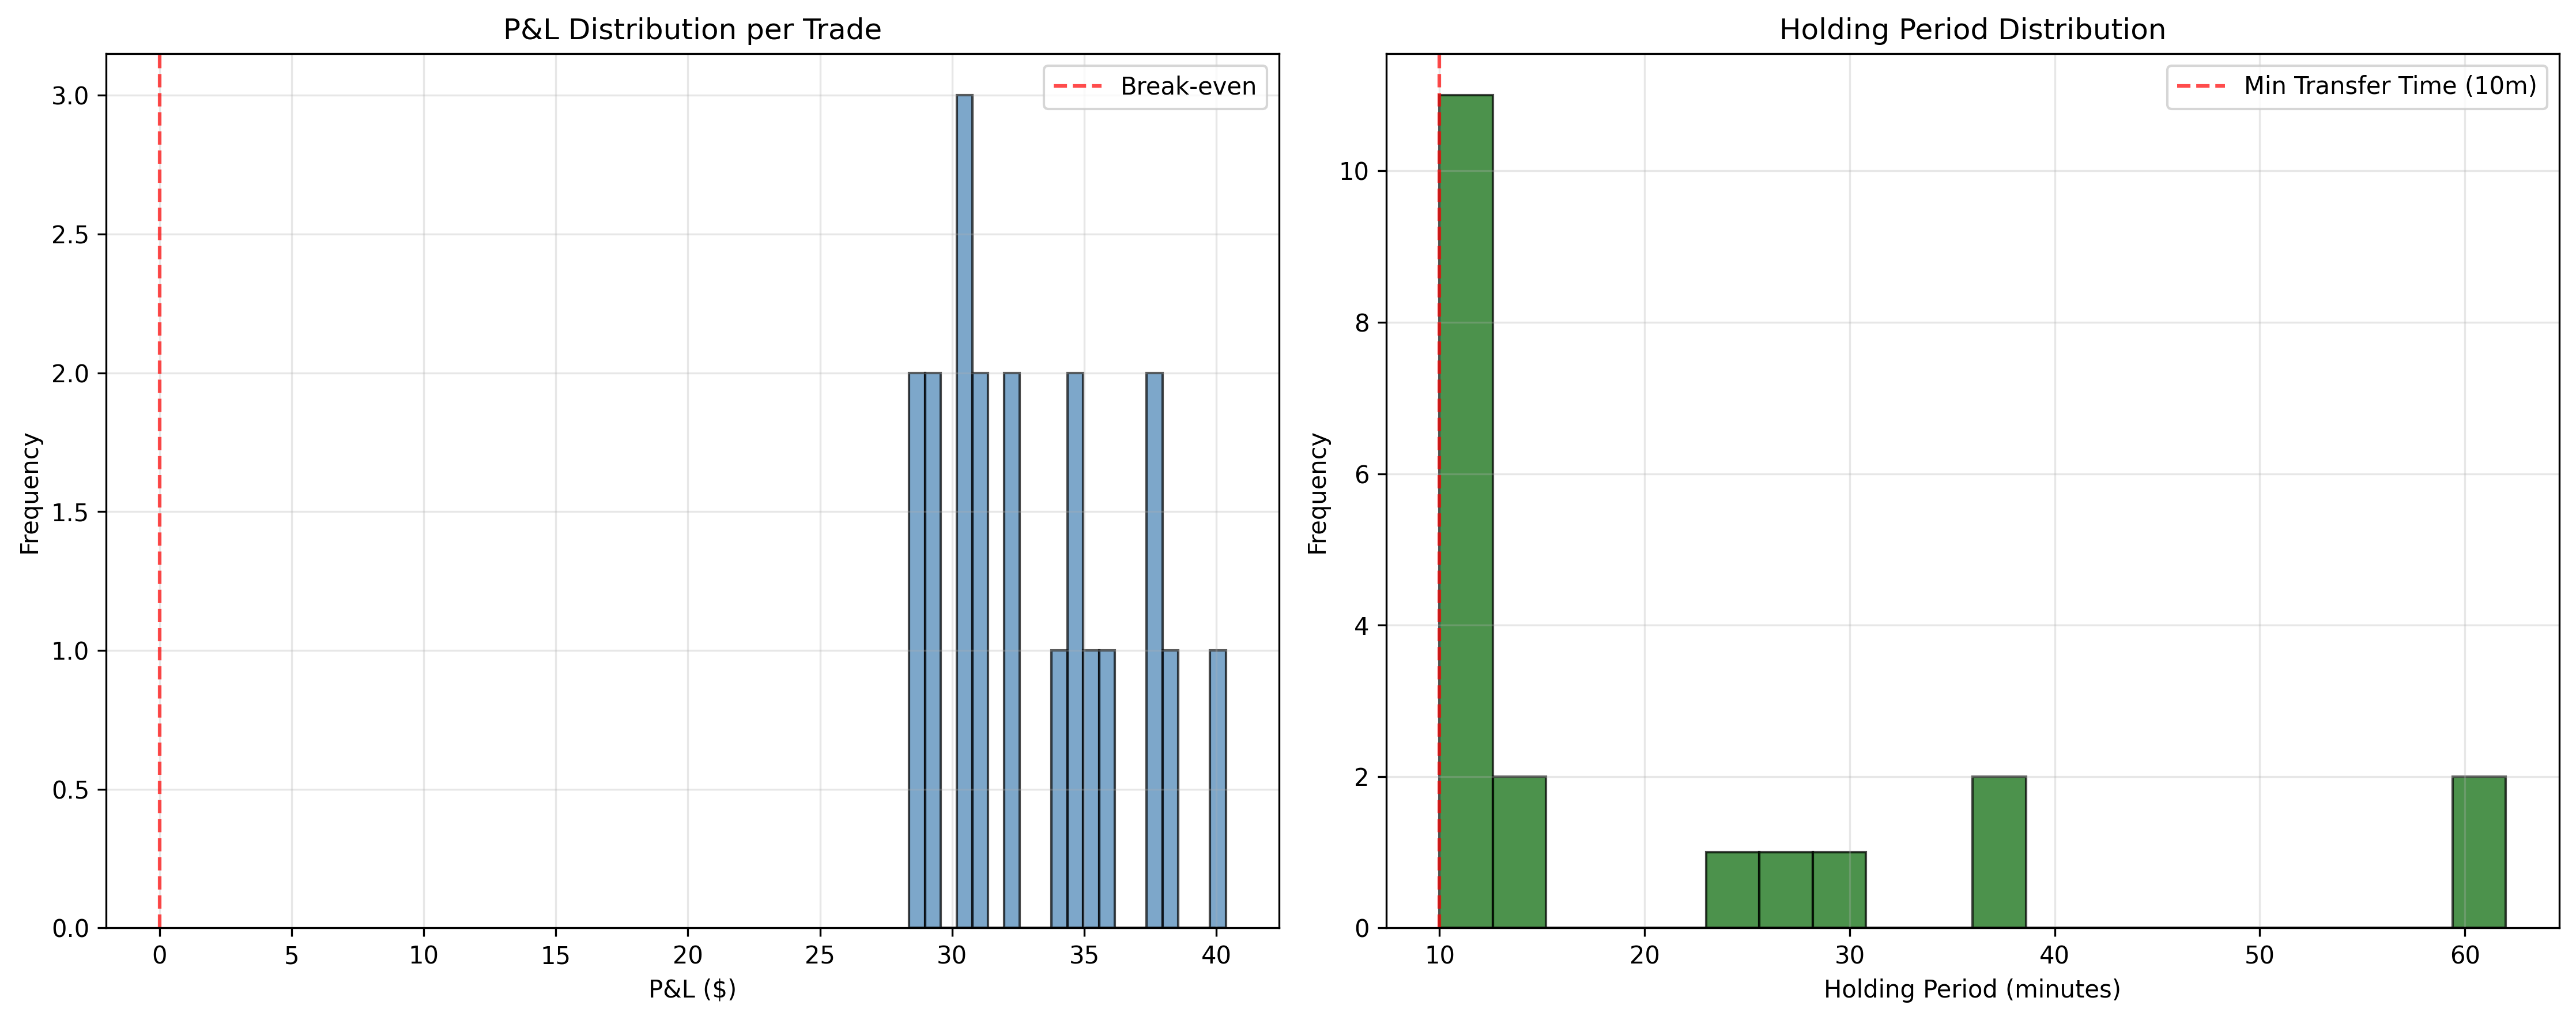 P&L Distribution per Trade
Break-even
3.0
2.5
2.0
1.5
1.0
0.5
0.0
Frequency
0 5 10 15 20 25 30 35 40
P&L ($)
Holding Period Distribution
Min Transfer Time (10m)
10
8
6
4
2
0
Frequency
10 20 30 40 50 60
Holding Period (minutes)